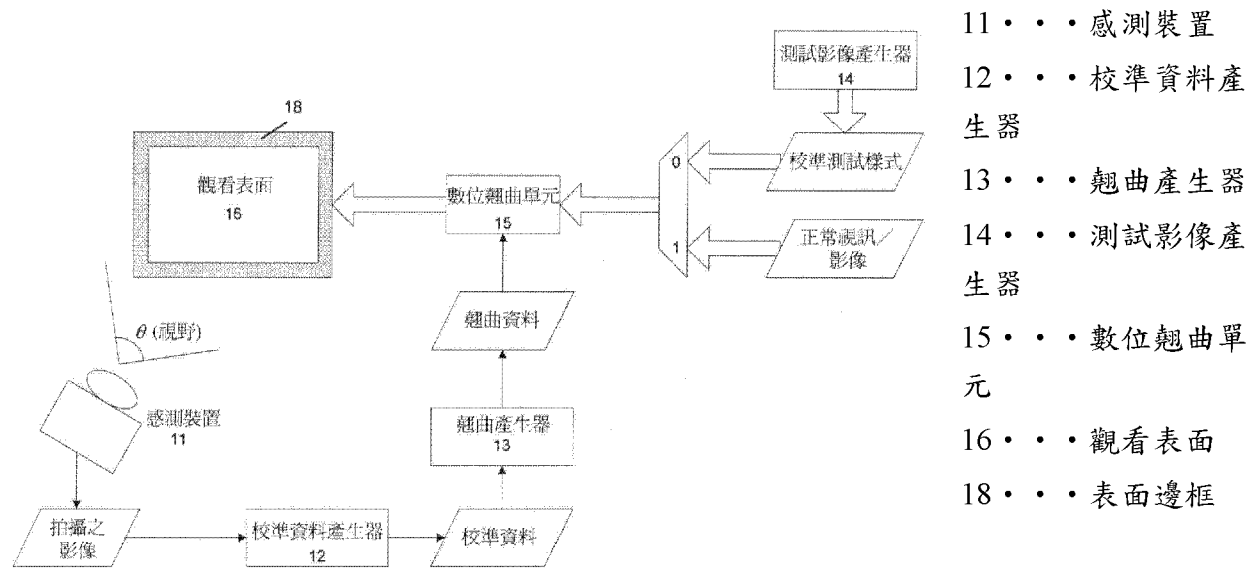 測試影像產生器
14
18
觀看表面
16
數位翹曲單元
15
0
校準測試樣式
1
正常視訊／
影像
翹曲資料
θ (視野)
感測裝置
11
翹曲產生器
13
拍攝之
影像
校準資料產生器
12
校準資料
11・・・感測裝置
12・・・校準資料產
生器
13・・・翹曲產生器
14・・・測試影像產
生器
15・・・數位翹曲單
元
16・・・觀看表面
18・・・表面邊框